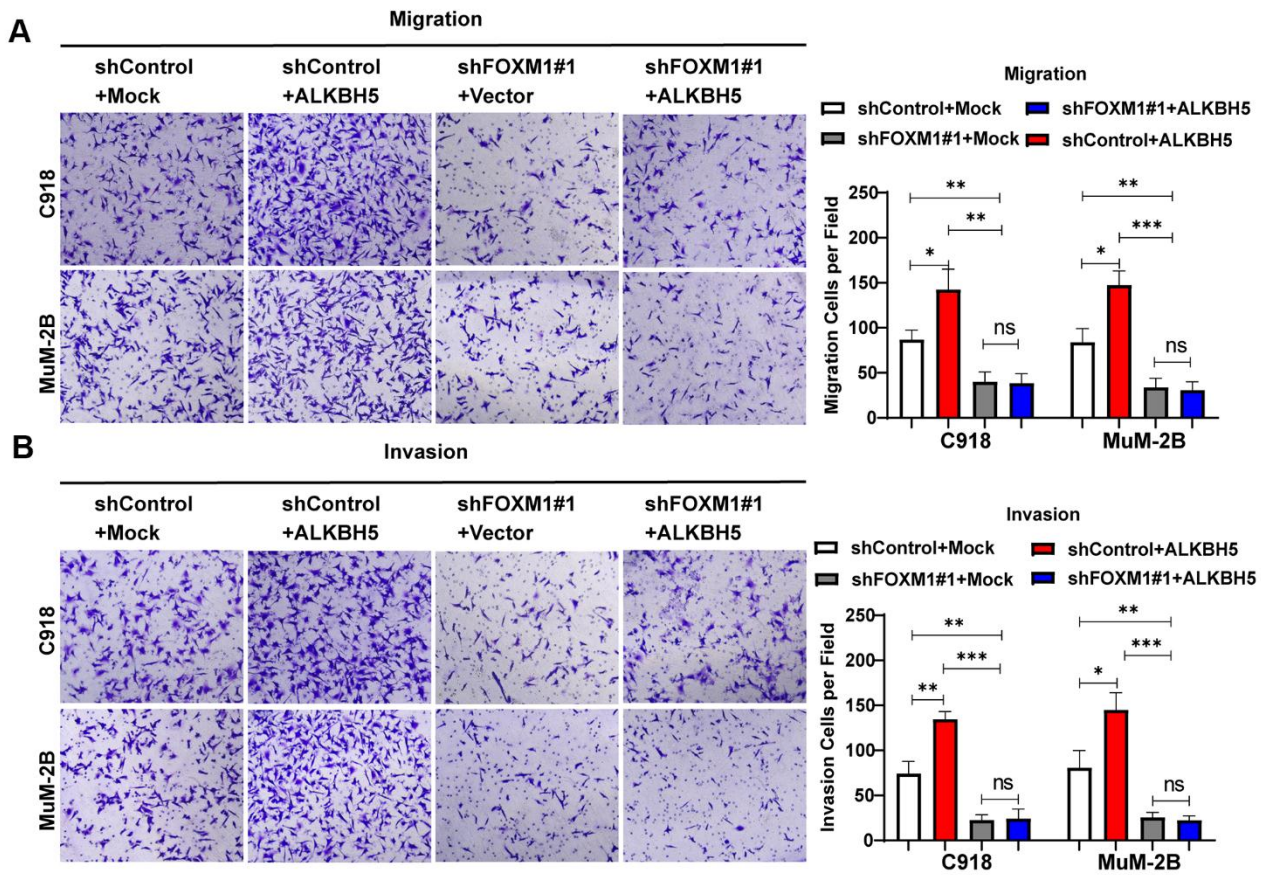 A
Migration
shControl
+Mock
shControl
+ALKBH5
shFOXM1#1
+Vector
shFOXM1#1
+ALKBH5
C918
MuM-2B
Migration
shControl+Mock
shFOXM1#1+ALKBH5
shFOXM1#1+Mock
shControl+ALKBH5
Migration Cells per Field
250
200
150
100
50
0
**
**
*
ns
**
***
*
ns
C918
MuM-2B
B
Invasion
shControl
+Mock
shControl
+ALKBH5
shFOXM1#1
+Vector
shFOXM1#1
+ALKBH5
C918
MuM-2B
Invasion
shControl+Mock
shControl+ALKBH5
shFOXM1#1+Mock
shFOXM1#1+ALKBH5
Invasion Cells per Field
250
200
150
100
50
0
**
***
**
ns
**
***
*
ns
C918
MuM-2B